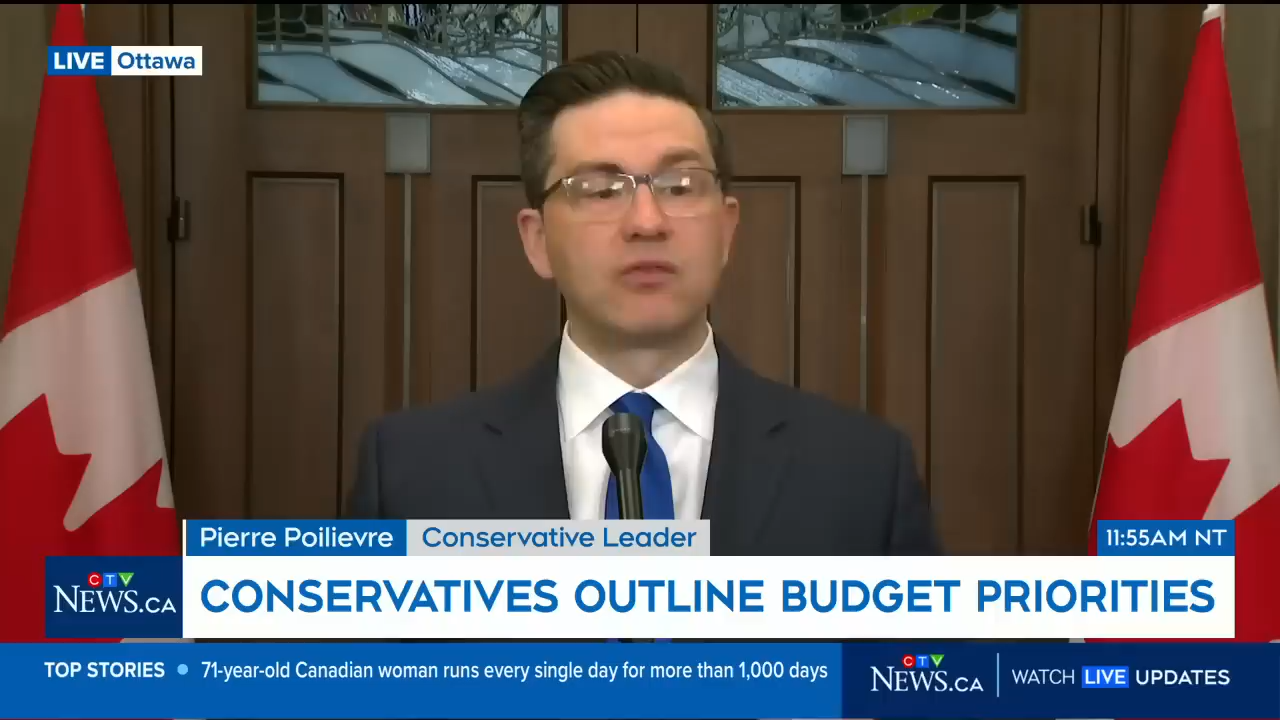 LIVE Ottawa
Pierre Poilievre Conservative Leader
11:55AM NT
CTV
NEWS.CA
CONSERVATIVES OUTLINE BUDGET PRIORITIES
TOP STORIES • 71-year-old Canadian woman runs every single day for more than 1,000 days
CTV
NEWS.CA
WATCH LIVE UPDATES